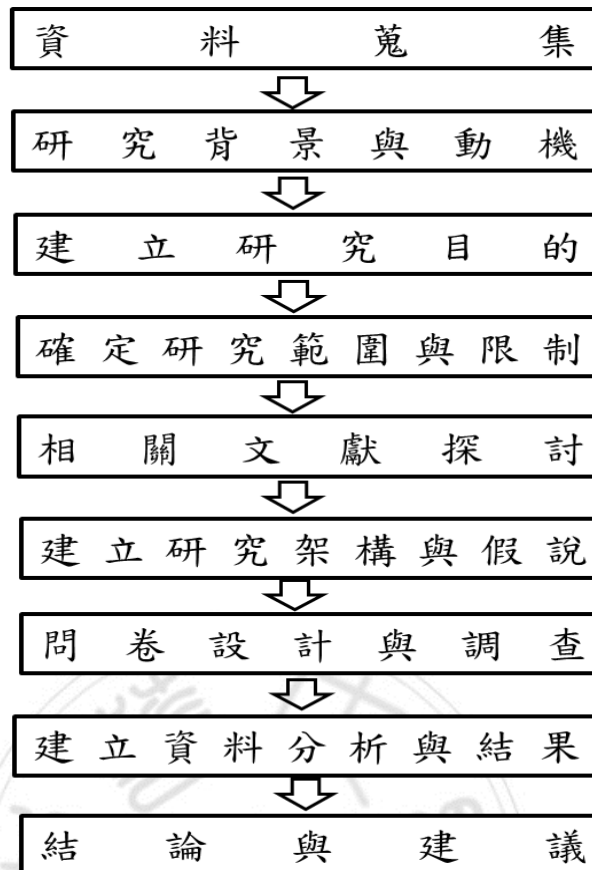 資料蒐集
研究背景與動機
建立研究目的
確定研究範圍與限制
相關文獻探討
建立研究架構與假說
問卷設計與調查
建立資料分析與結果
結論與建議